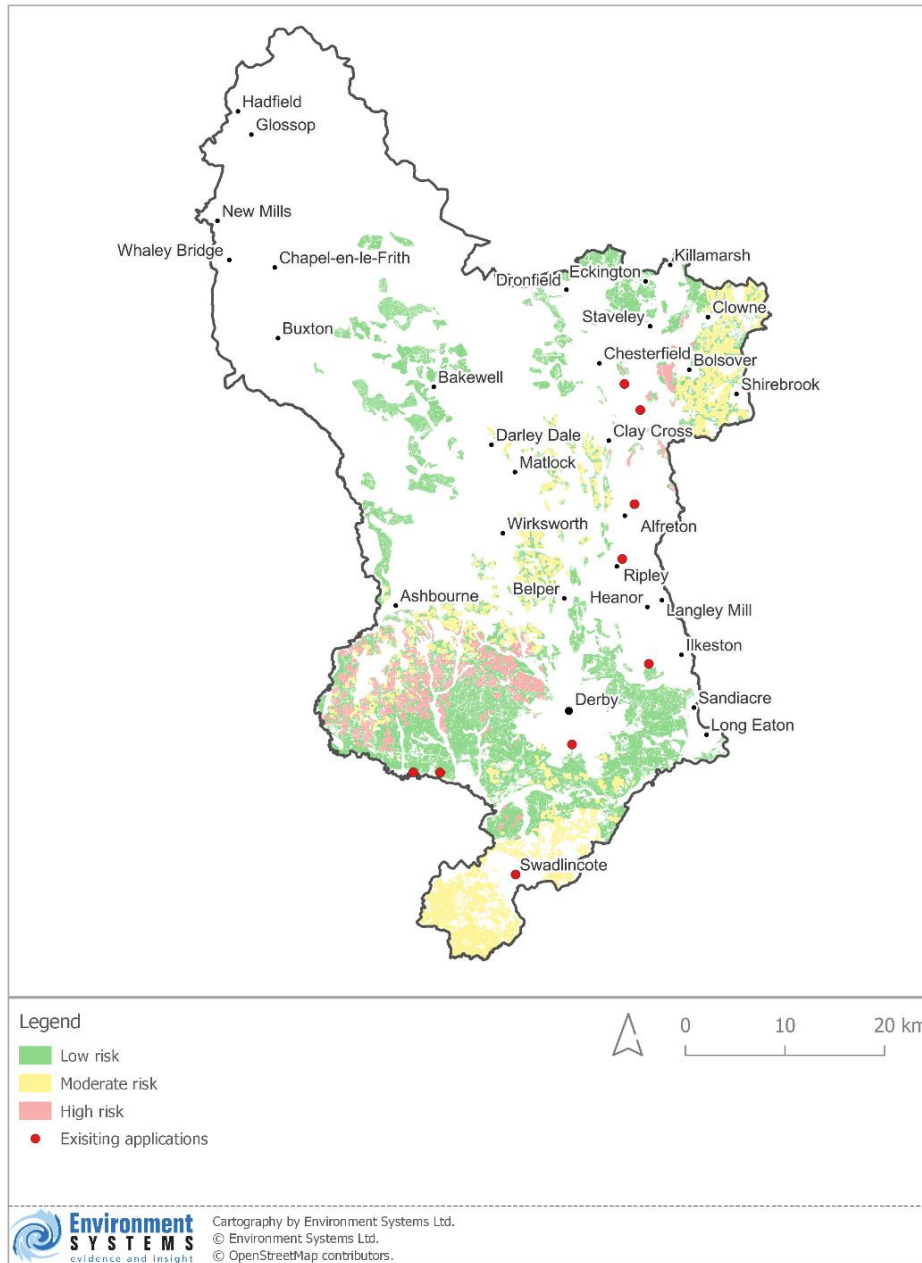 Hadfield
Glossop
New Mills
Whaley Bridge
Chapel-en-le-Frith
Killamarsh
Dronfield
Eckington
Clowne
Staveley
Buxton
Chesterfield
Bolsover
Bakewell
Shirebrook
Darley Dale
Clay Cross
Matlock
Wirksworth
Alfreton
Ripley
Belper
Heanor
Ashbourne
Langley Mill
Ilkeston
Derby
Sandiacre
Long Eaton
Swadlincote
Legend
Low risk
Moderate risk
High risk
Exisiting applications
0 10 20 km
Environment
SYSTEMS
evidence and insight
Cartography by Environment Systems Ltd.
© Environment Systems Ltd.
© OpenStreetMap contributors.